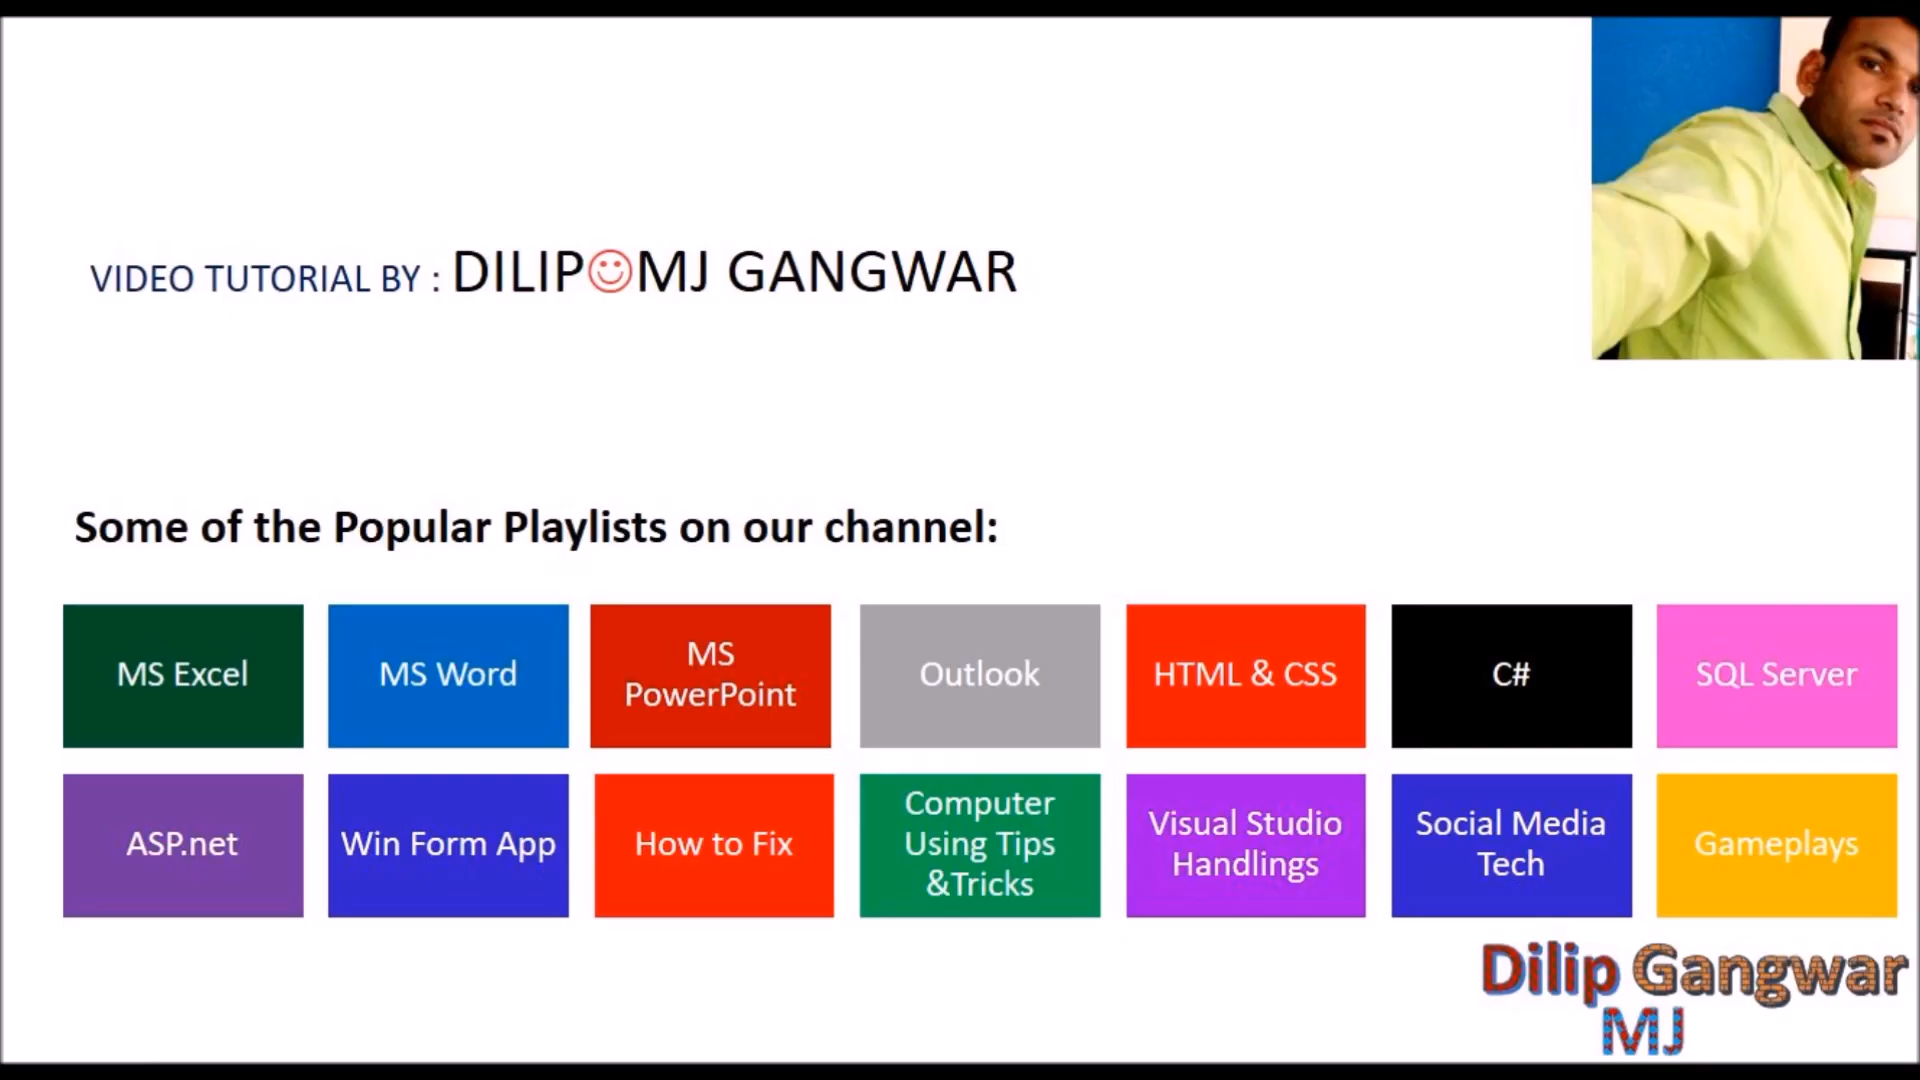 VIDEO TUTORIAL BY : DILIP☺MJ GANGWAR
Some of the Popular Playlists on our channel:
MS Excel
MS Word
MS
PowerPoint
Outlook
HTML & CSS
C#
SQL Server
ASP.net
Win Form App
How to Fix
Computer
Using Tips
&Tricks
Visual Studio
Handlings
Social Media
Tech
Gameplays
Dilip Gangwar
MJ